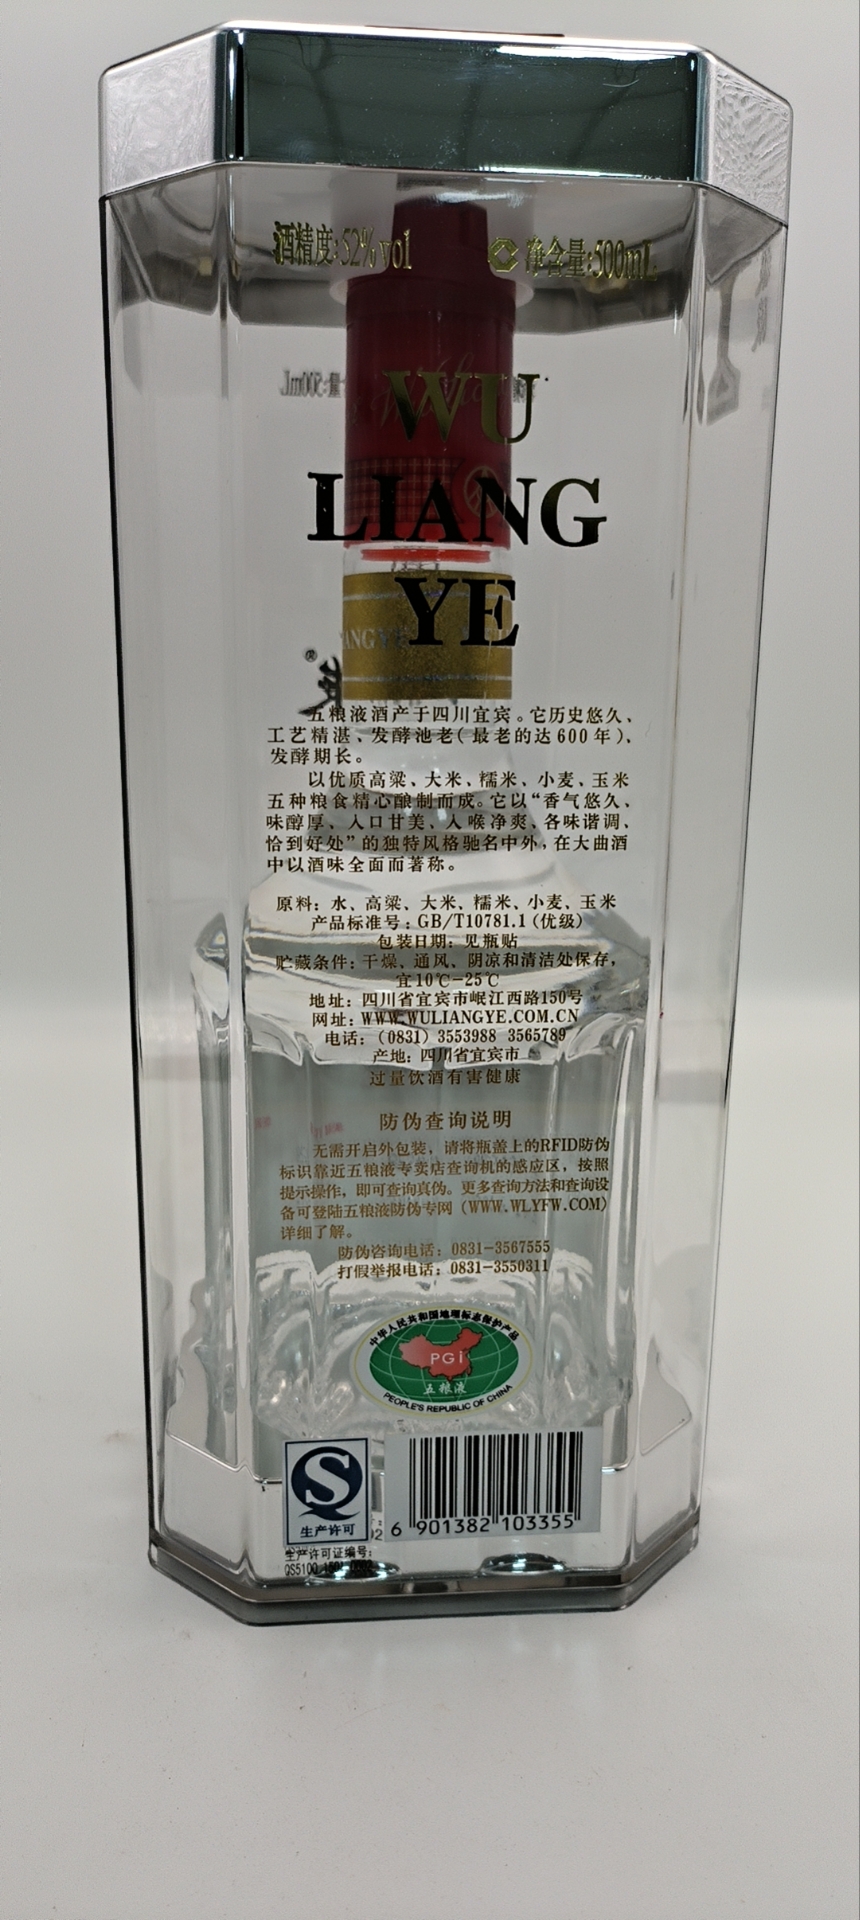 酒精度:52%vol
净含量:500mL
WU
LIANG
YE
五粮液酒产于四川宜宾。它历史悠久、
工艺精湛、发酵池老(最老的达600年)、
发酵期长。
以优质高粱、大米、糯米、小麦、玉米
五种粮食精心酿制而成。它以“香气悠久、
味醇厚、入口甘美、入喉净爽、各味谐调、
恰到好处”的独特风格驰名中外,在大曲酒
中以酒味全面而著称。
原料: 水、高粱、大米、糯米、小麦、玉米
产品标准号: GB/T10781.1(优级)
包装日期: 见瓶贴
贮藏条件: 干燥、通风、阴凉和清洁处保存,
宜10℃-25℃
地址: 四川省宜宾市岷江西路150号
网址: WWW.WULIANGYE.COM.CN
电话: (0831) 3553988 3565789
产地: 四川省宜宾市
过量饮酒有害健康
防伪查询说明
无需开启外包装, 请将瓶盖上的RFID防伪
标识靠近五粮液专卖店查询机的感应区, 按照
提示操作, 即可查询真伪。更多查询方法和查询设
备可登陆五粮液防伪专网 (WWW.WLYFW.COM)
详细了解。
防伪咨询电话: 0831-3567555
打假举报电话: 0831-3550311
中华人民共和国地理标志保护产品
PGI
五粮液
PEOPLE'S REPUBLIC OF CHINA
生产许可
6 901382 103355
生产许可证编号: